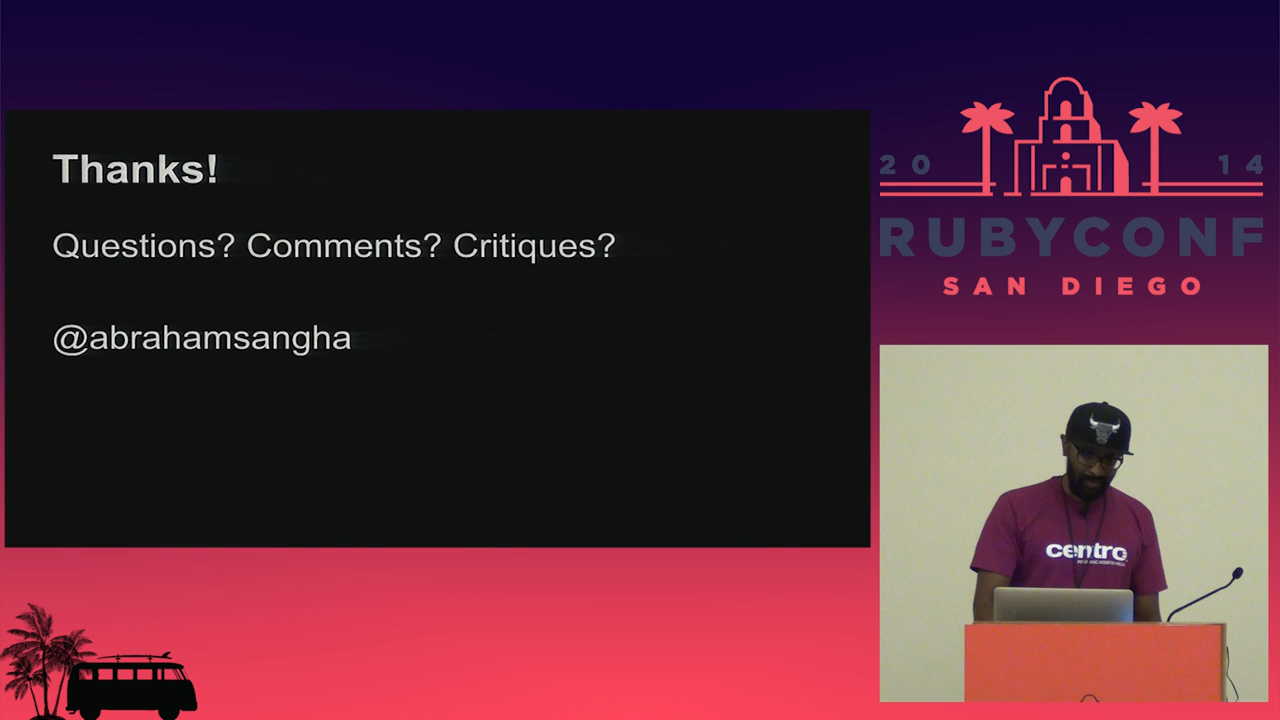 Thanks!
Questions? Comments? Critiques?
@abrahamsangha
20 14
RUBYCONF
SAN DIEGO
centro